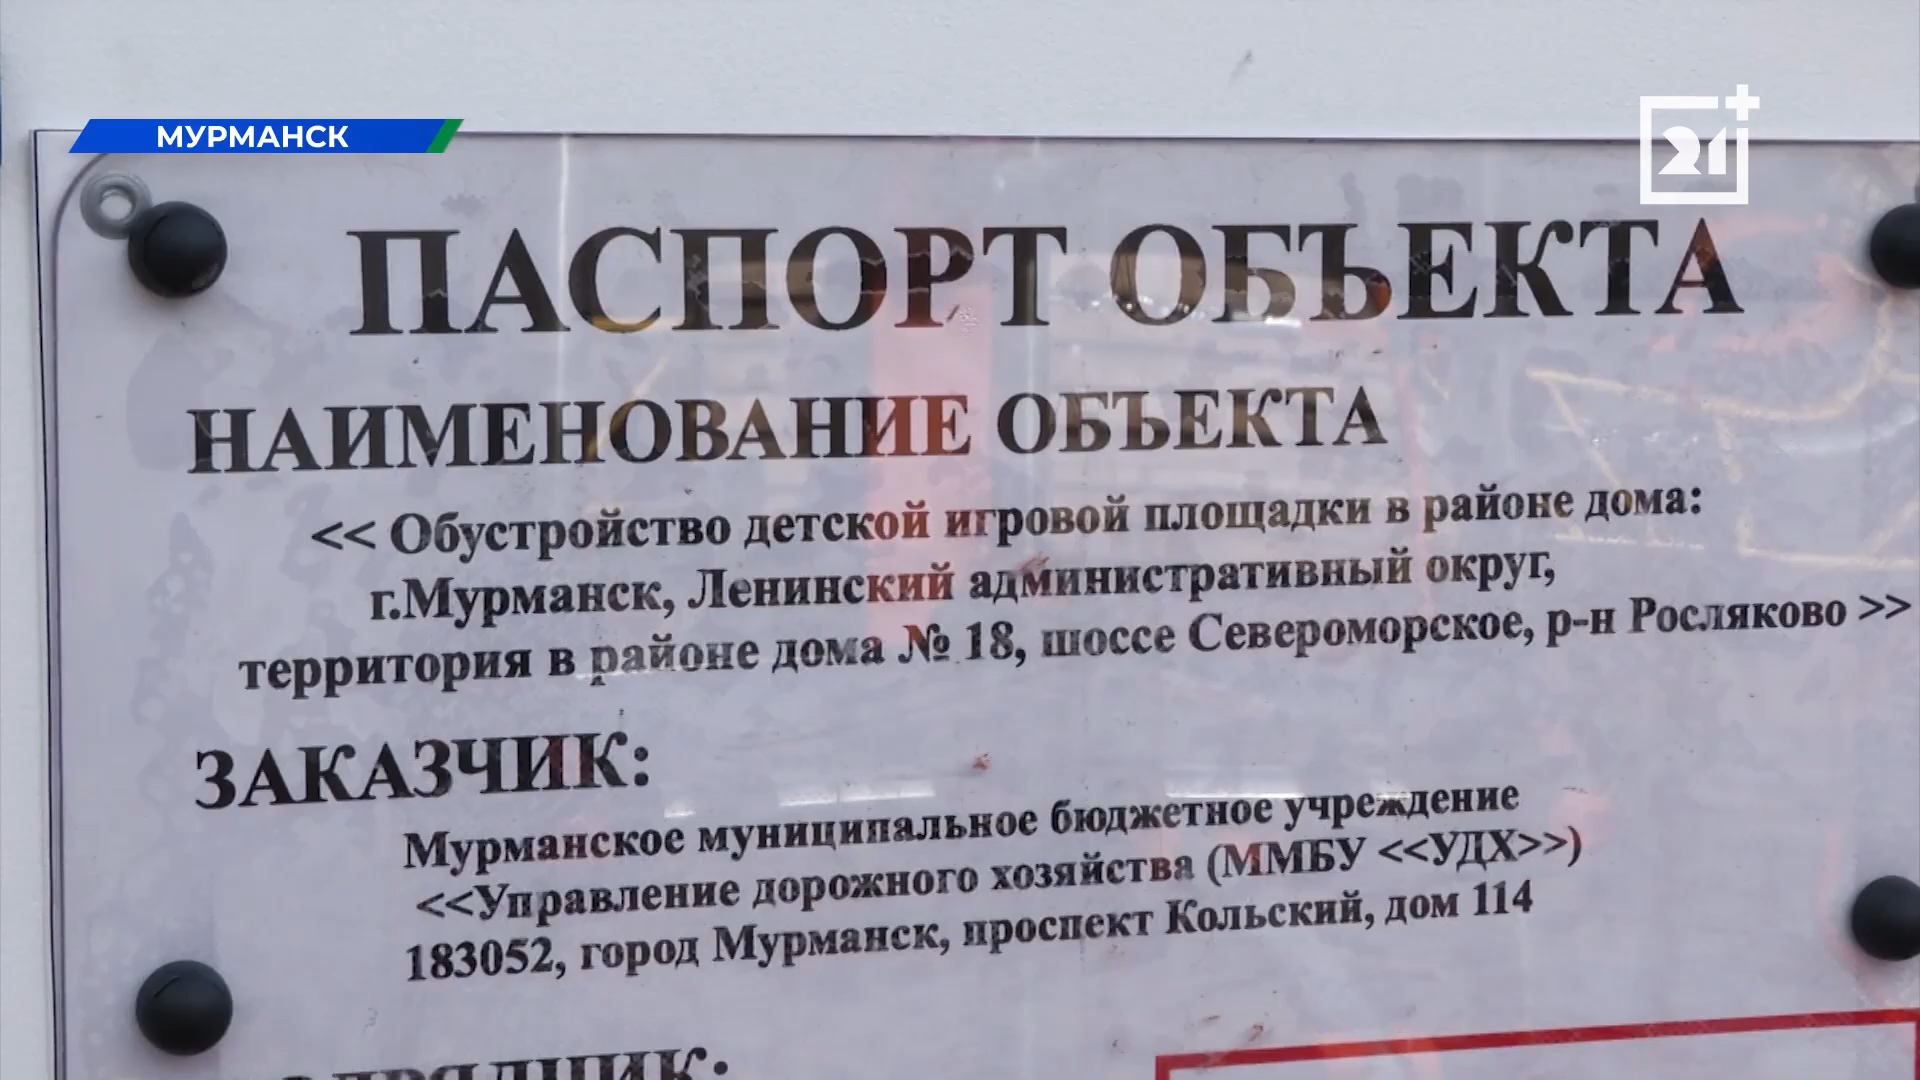 МУРМАНСК
21+
ПАСПОРТ ОБЪЕКТА
НАИМЕНОВАНИЕ ОБЪЕКТА
<< Обустройство детской игровой площадки в районе дома:
г.Мурманск, Ленинский административный округ,
территория в районе дома № 18, шоссе Североморское, р-н Росляково >>
ЗАКАЗЧИК:
Мурманское муниципальное бюджетное учреждение
<<Управление дорожного хозяйства (ММБУ <<УДХ>>)
183052, город Мурманск, проспект Кольский, дом 114